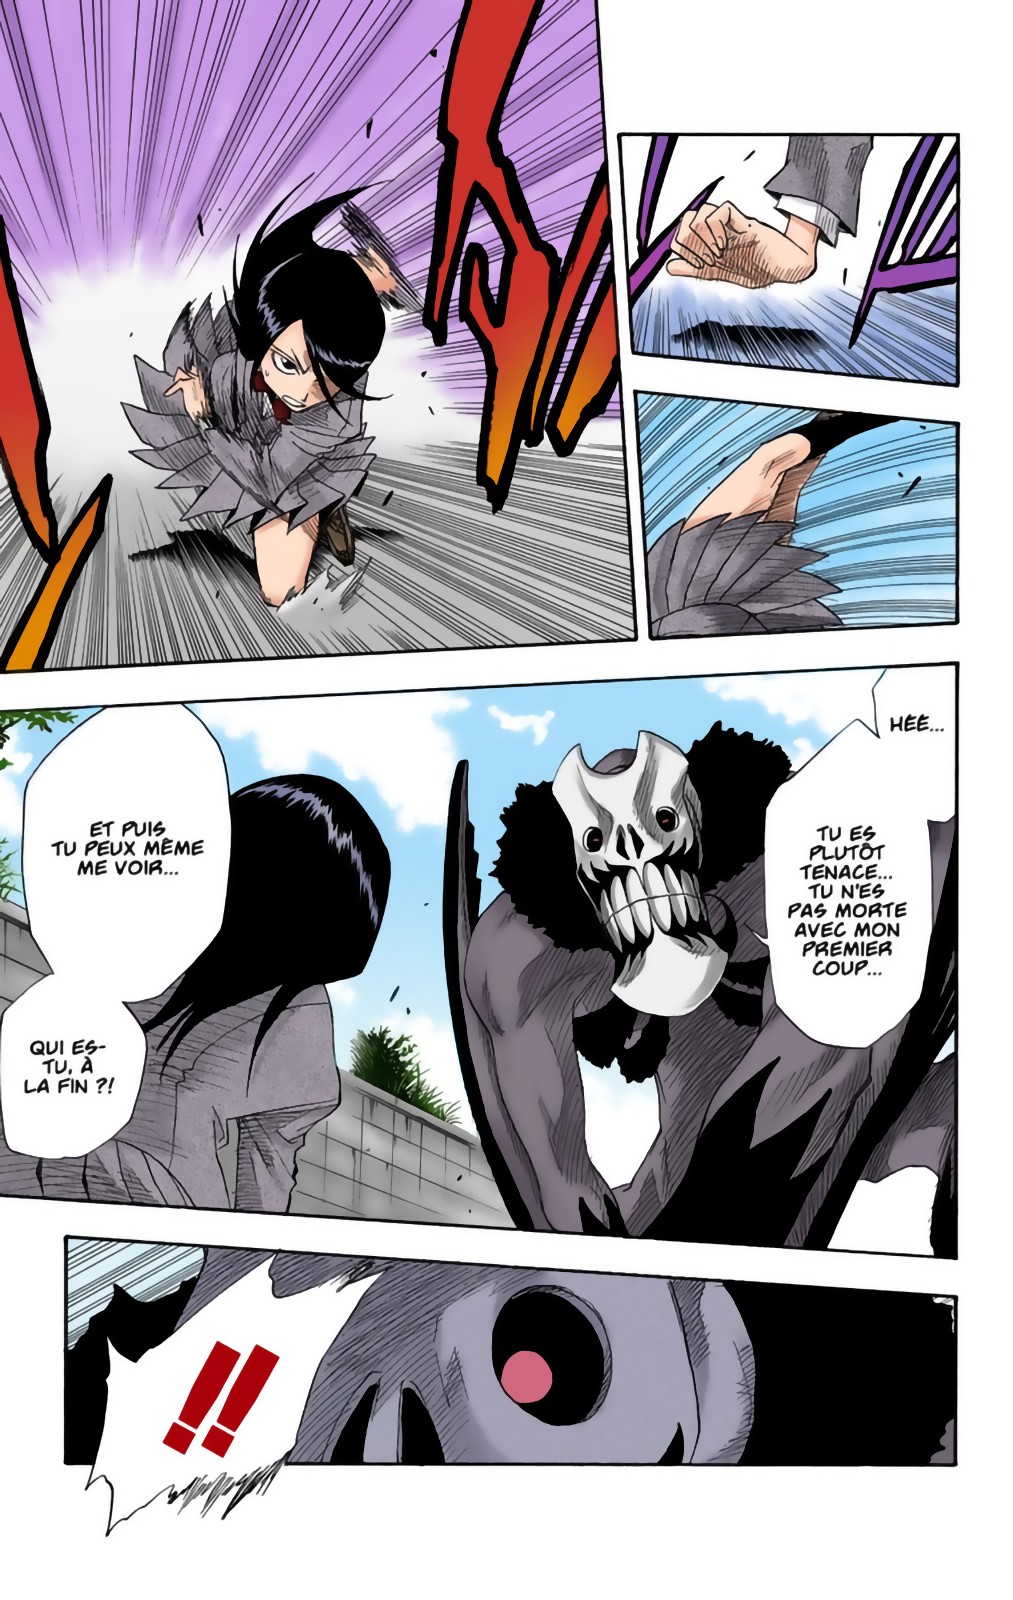 HÉÉ...
TU ES
PLUTÔT
TENACE...
TU N'ES
PAS MORTE
AVEC MON
PREMIER
COUP...
ET PUIS
TU PEUX MÊME
ME VOIR...
QUI ES-
TU, À
LA FIN ?!
!!